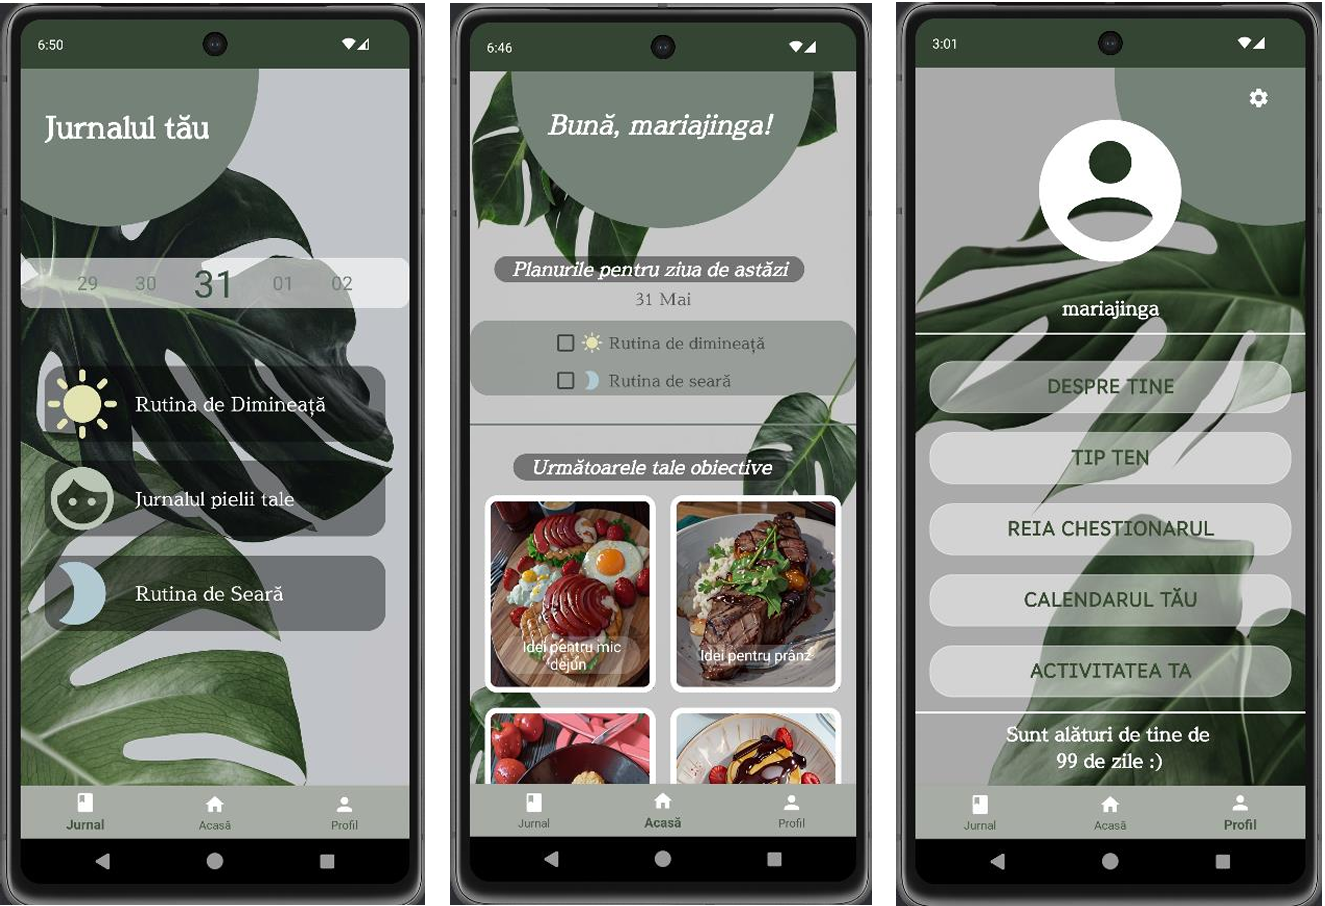 6:50
Jurnalul tău
29 30 31 01 02
Rutina de Dimineață
Jurnalul pielii tale
Rutina de Seară
Jurnal Acasă Profil
6:46
Bună, mariajinga!
Planurile pentru ziua de astăzi
31 Mai
Rutina de dimineață
Rutina de seară
Următoarele tale obiective
Idei pentru mic
dejun
Idei pentru prânz
Jurnal Acasă Profil
3:01
mariajinga
DESPRE TINE
TIP TEN
REIA CHESTIONARUL
CALENDARUL TĂU
ACTIVITATEA TA
Sunt alături de tine de
99 de zile :)
Jurnal Acasă Profil